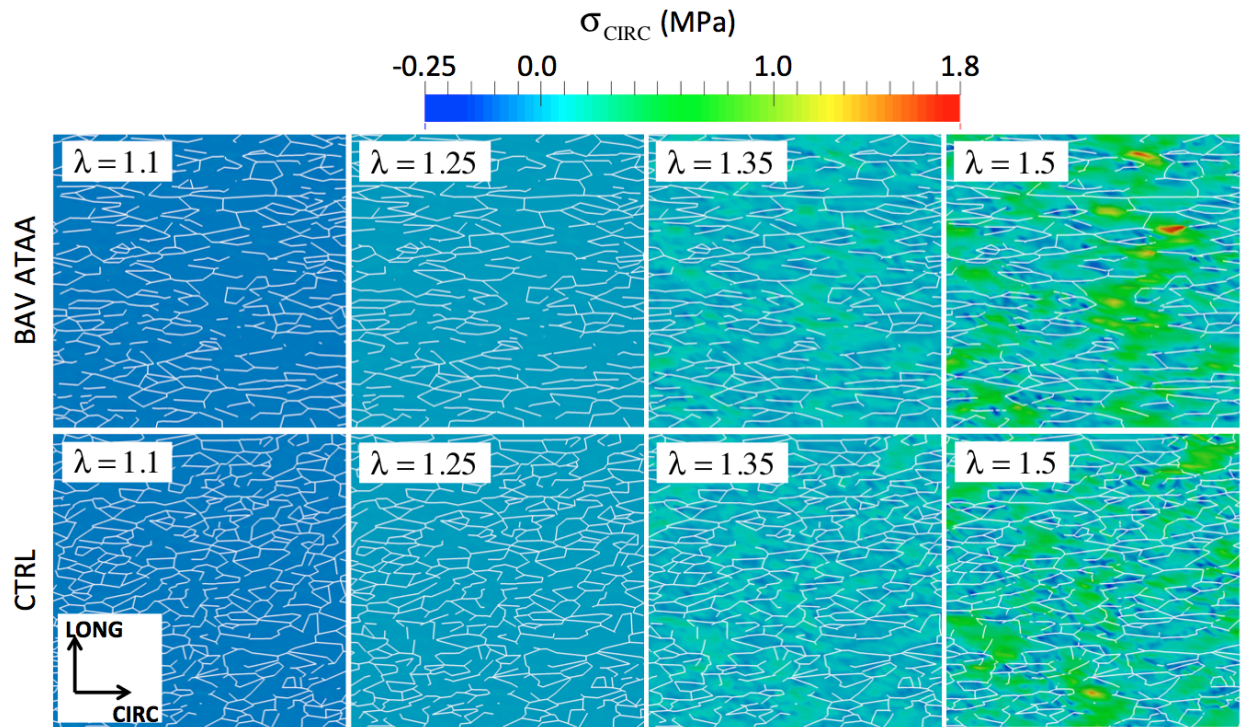 σCIRC (MPa)
-0.25 0.0 1.0 1.8
BAV ATAA
λ = 1.1 λ = 1.25 λ = 1.35 λ = 1.5
CTRL
λ = 1.1 λ = 1.25 λ = 1.35 λ = 1.5
LONG
CIRC